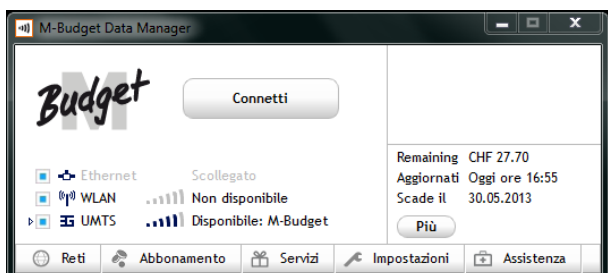 M-Budget Data Manager
M Budget
Connetti
Ethernet Scollegato
WLAN Non disponibile
3G UMTS Disponibile: M-Budget
Remaining CHF 27.70
Aggiornati Oggi ore 16:55
Scade il 30.05.2013
Più
Reti Abbonamento Servizi Impostazioni Assistenza